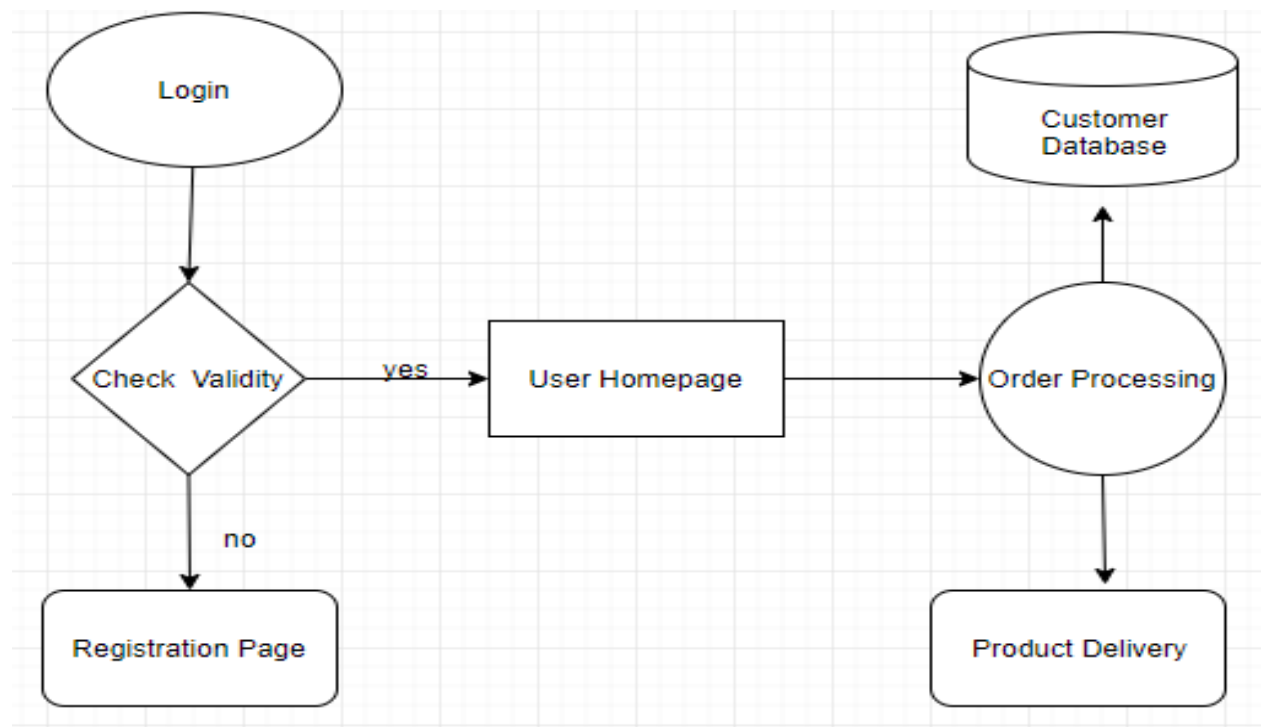 Login
Customer
Database
Check  Validity
yes
User Homepage
Order Processing
no
Registration Page
Product Delivery